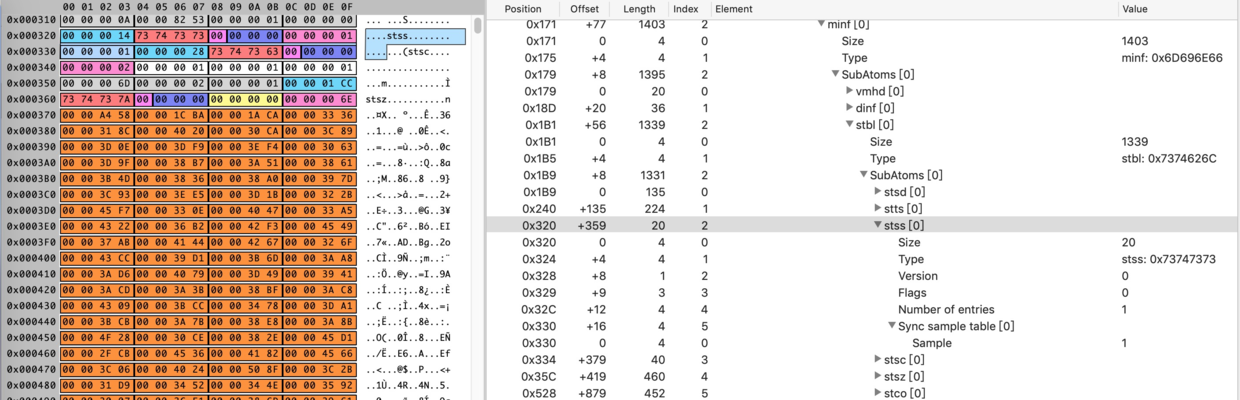 00 01 02 03 04 05 06 07 08 09 0A 0B 0C 0D 0E 0F
0x000310 00 00 00 0A 00 00 82 53 00 00 00 01 00 00 00 0A ... ...S........
0x000320 00 00 00 14 73 74 73 73 00 00 00 00 00 00 00 01 ....stss........
0x000330 00 00 00 01 00 00 00 28 73 74 73 63 00 00 00 00 .......(stsc....
0x000340 00 00 00 02 00 00 00 01 00 00 00 01 00 00 00 01 ................
0x000350 00 00 00 6D 00 00 00 02 00 00 00 01 00 00 01 CC ...m...........Ì
0x000360 73 74 73 7A 00 00 00 00 00 00 00 00 00 00 00 6E stsz...........n
0x000370 00 00 A4 58 00 00 1C BA 00 00 1A CA 00 00 33 36 ..¤X.. º...Ê..36
0x000380 00 00 31 8C 00 00 40 20 00 00 30 CA 00 00 3C 89 ..1...@ ..0Ê..<.
0x000390 00 00 3D 0E 00 00 3D F9 00 00 3E F4 00 00 30 63 ..=...=ù..>ô..0c
0x0003A0 00 00 3D 9F 00 00 38 B7 00 00 3A 51 00 00 38 61 ..=...8·..:Q..8a
0x0003B0 00 00 3B 4D 00 00 38 36 00 00 38 A0 00 00 39 7D ..;M..86..8 ..9}
0x0003C0 00 00 3C 93 00 00 3E E5 00 00 3D 1B 00 00 32 2B ..<...>å..=...2+
0x0003D0 00 00 45 F7 00 00 33 0E 00 00 40 47 00 00 33 A5 ..E÷..3...@G..3¥
0x0003E0 00 00 43 22 00 00 36 B2 00 00 42 F3 00 00 45 49 ..C"..6²..Bó..EI
0x0003F0 00 00 37 AB 00 00 41 44 00 00 42 67 00 00 32 6F ..7«..AD..Bg..2o
0x000400 00 00 43 CC 00 00 39 D1 00 00 3B 6D 00 00 3A A8 ..CÌ..9Ñ..;m..:¨
0x000410 00 00 3A D6 00 00 40 79 00 00 3D 49 00 00 39 41 ..:Ö..@y..=I..9A
0x000420 00 00 3A CD 00 00 3A 3B 00 00 38 BF 00 00 3A C8 ..:Í..:;..8¿..:È
0x000430 00 00 43 09 00 00 3B CC 00 00 34 78 00 00 3D A1 ..C ..;Ì..4x..=¡
0x000440 00 00 3B CB 00 00 3A 7B 00 00 38 E8 00 00 3A 8B ..;Ë..:{..8è..:.
0x000450 00 00 4F 28 00 00 30 CE 00 00 38 2E 00 00 45 D1 ..O(..0Î..8...EÑ
0x000460 00 00 2F CB 00 00 45 36 00 00 41 82 00 00 45 66 ../Ë..E6..A...Ef
0x000470 00 00 3C 06 00 00 40 24 00 00 50 8F 00 00 3C 2B ..<...@$..P...<+
0x000480 00 00 31 D9 00 00 34 52 00 00 34 4E 00 00 35 92 ..1Ù..4R..4N..5.
Position Offset Length Index Element Value
0x171 +77 1403 2 minf [0]
0x171 0 4 0 Size 1403
0x175 +4 4 1 Type minf: 0x6D696E66
0x179 +8 1395 2 SubAtoms [0]
0x179 0 20 0 vmhd [0]
0x18D +20 36 1 dinf [0]
0x1B1 +56 1339 2 stbl [0]
0x1B1 0 4 0 Size 1339
0x1B5 +4 4 1 Type stbl: 0x7374626C
0x1B9 +8 1331 2 SubAtoms [0]
0x1B9 0 135 0 stsd [0]
0x240 +135 224 1 stts [0]
0x320 +359 20 2 stss [0]
0x320 0 4 0 Size 20
0x324 +4 4 1 Type stss: 0x73747373
0x328 +8 1 2 Version 0
0x329 +9 3 3 Flags 0
0x32C +12 4 4 Number of entries 1
0x330 +16 4 5 Sync sample table [0]
0x330 0 4 0 Sample 1
0x334 +379 40 3 stsc [0]
0x35C +419 460 4 stsz [0]
0x528 +879 452 5 stco [0]